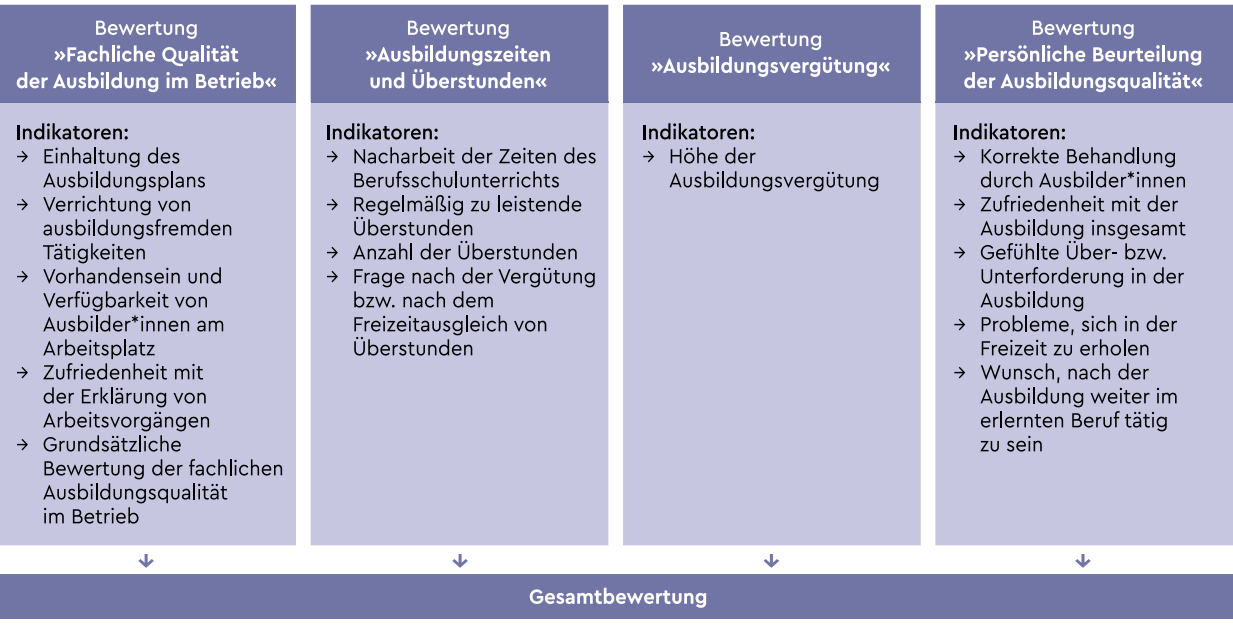 Bewertung
»Fachliche Qualität
der Ausbildung im Betrieb«
Indikatoren:
→ Einhaltung des
Ausbildungsplans
→ Verrichtung von
ausbildungsfremden
Tätigkeiten
→ Vorhandensein und
Verfügbarkeit von
Ausbilder*innen am
Arbeitsplatz
→ Zufriedenheit mit
der Erklärung von
Arbeitsvorgängen
→ Grundsätzliche
Bewertung der fachlichen
Ausbildungsqualität
im Betrieb
Bewertung
»Ausbildungszeiten
und Überstunden«
Indikatoren:
→ Nacharbeit der Zeiten des
Berufsschulunterrichts
→ Regelmäßig zu leistende
Überstunden
→ Anzahl der Überstunden
→ Frage nach der Vergütung
bzw. nach dem
Freizeitausgleich von
Überstunden
Bewertung
»Ausbildungsvergütung«
Indikatoren:
→ Höhe der
Ausbildungsvergütung
Bewertung
»Persönliche Beurteilung
der Ausbildungsqualität«
Indikatoren:
→ Korrekte Behandlung
durch Ausbilder*innen
→ Zufriedenheit mit der
Ausbildung insgesamt
→ Gefühlte Über- bzw.
Unterforderung in der
Ausbildung
→ Probleme, sich in der
Freizeit zu erholen
→ Wunsch, nach der
Ausbildung weiter im
erlernten Beruf tätig
zu sein
Gesamtbewertung